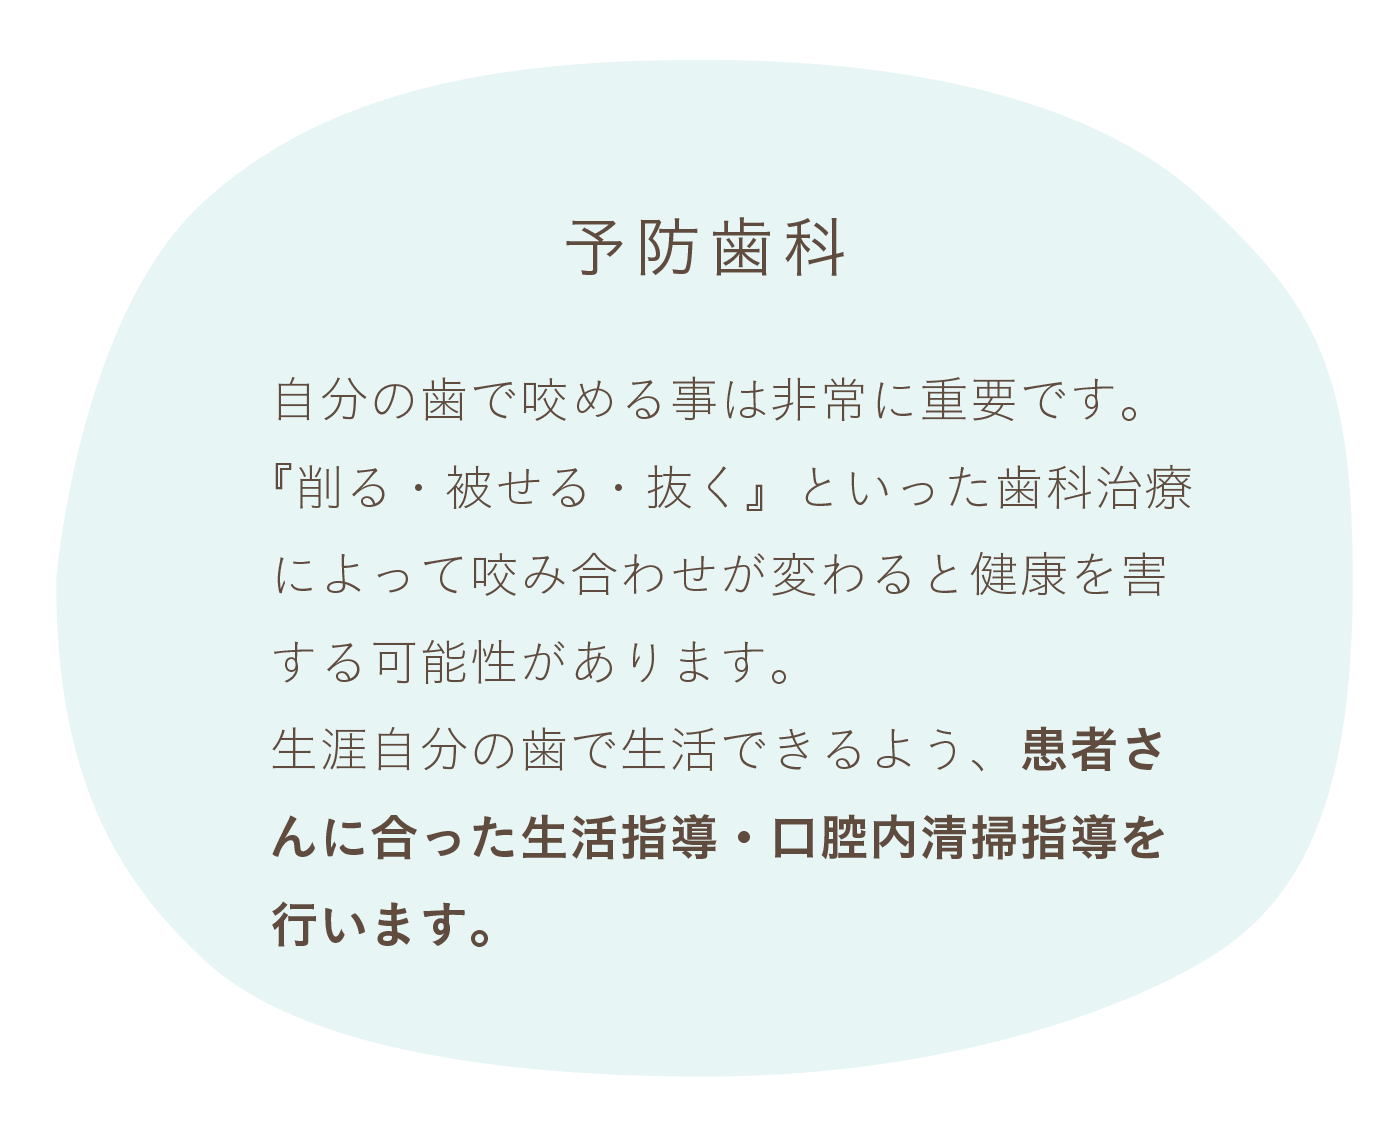 予防歯科
自分の歯で咬める事は非常に重要です。
『削る・被せる・抜く』といった歯科治療
によって咬み合わせが変わると健康を害
する可能性があります。
生涯自分の歯で生活できるよう、患者さ
んに合った生活指導・口腔内清掃指導を
行います。